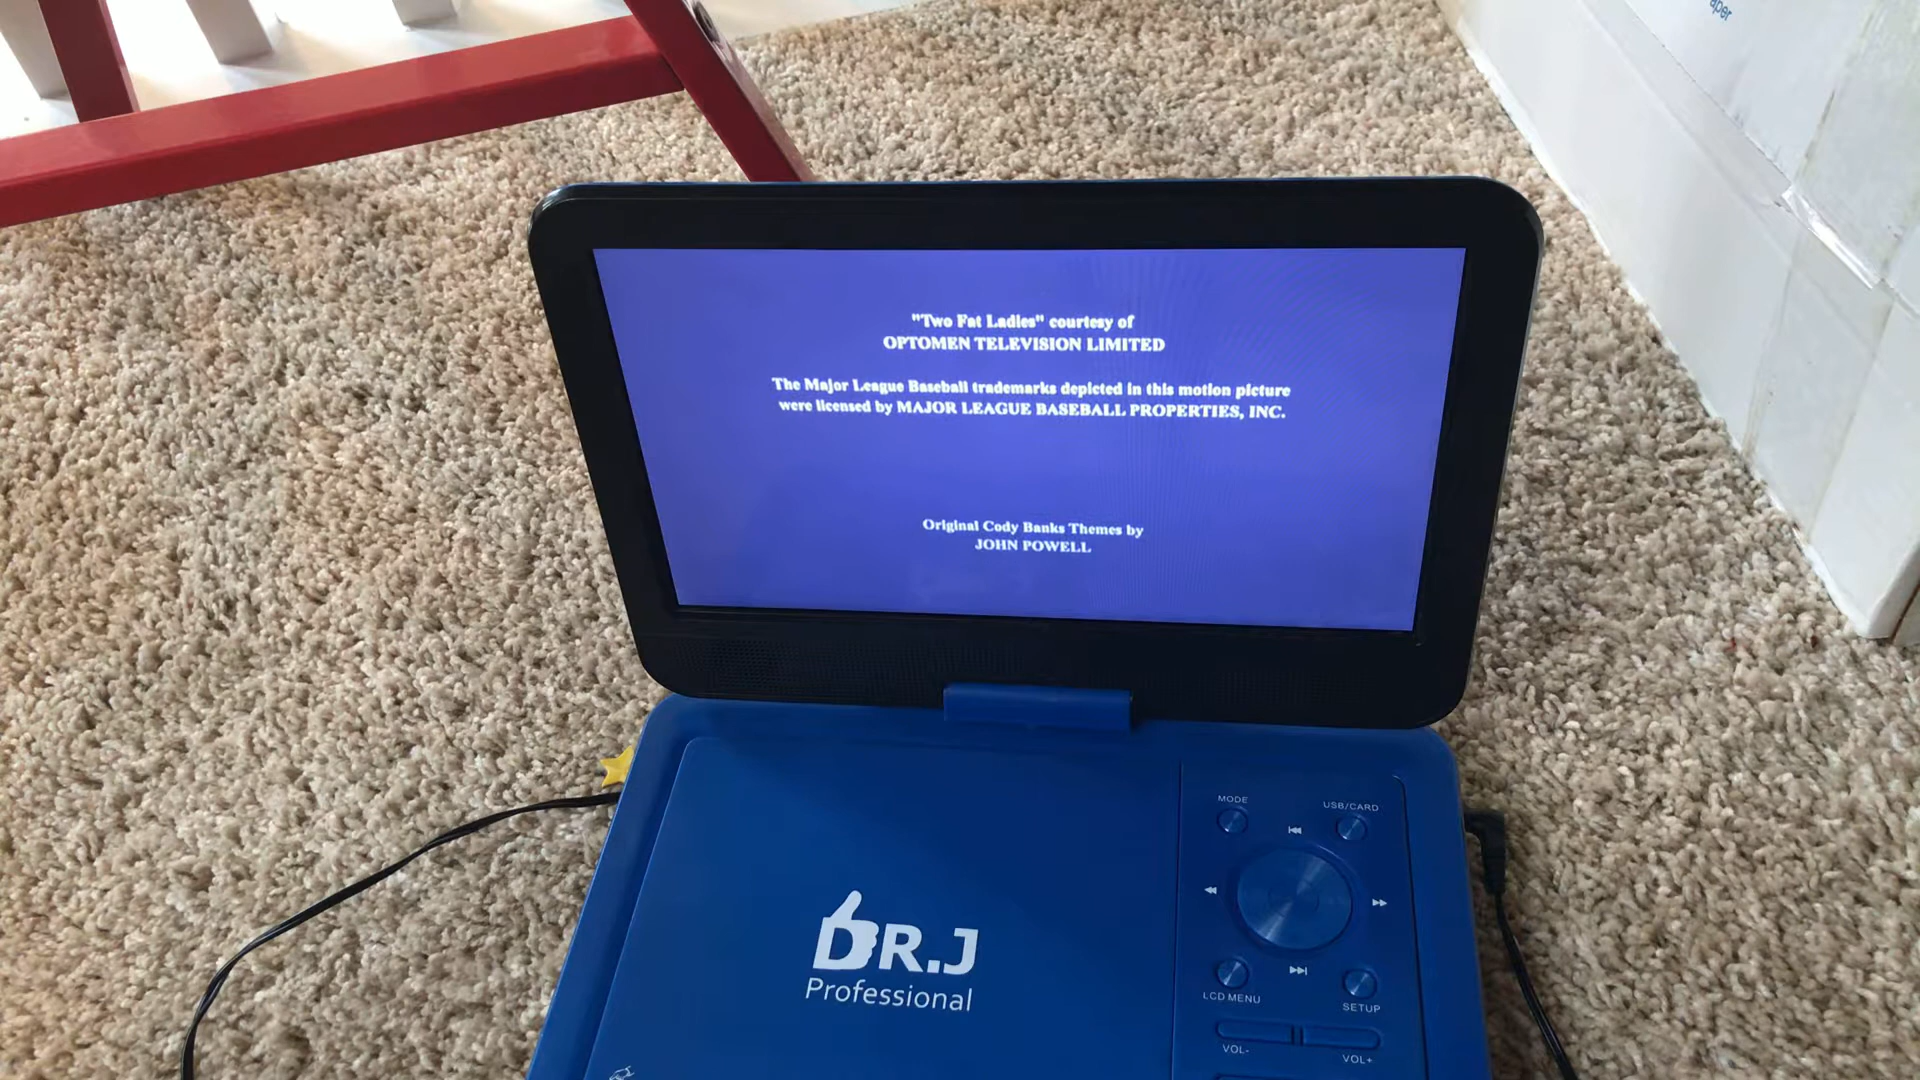 aper
"Two Fat Ladies" courtesy of
OPTOMEN TELEVISION LIMITED
The Major League Baseball trademarks depicted in this motion picture
were licensed by MAJOR LEAGUE BASEBALL PROPERTIES, INC.
Original Cody Banks Themes by
JOHN POWELL
MODE
USB/CARD
DR.J
Professional
LCD MENU
SETUP
VOL-
VOL+